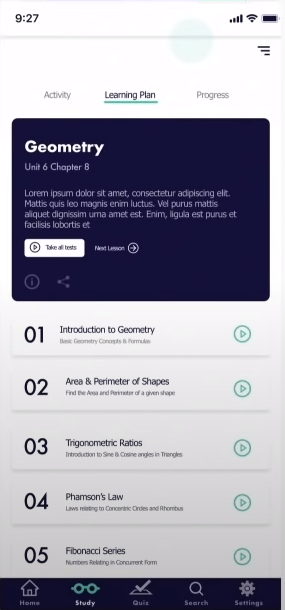 9:27
Activity Learning Plan Progress
Geometry
Unit 6 Chapter 8
Lorem ipsum dolor sit amet, consectetur adipiscing elit.
Mattis quis leo magnis enim luctus. Vel purus mattis
aliquet dignissim urna amet est. Enim, ligula est purus et
facilisis lobortis et
Take all tests Next Lesson
01 Introduction to Geometry
Basic Geometry Concepts & Formulas
02 Area & Perimeter of Shapes
Find the Area and Perimeter of a given shape
03 Trigonometric Ratios
Introduction to Sine & Cosine angles in Triangles
04 Phamson's Law
Laws relating to Concentric Circles and Rhombus
05 Fibonacci Series
Numbers Relating in Concurrent Form
Home Study Quiz Search Settings